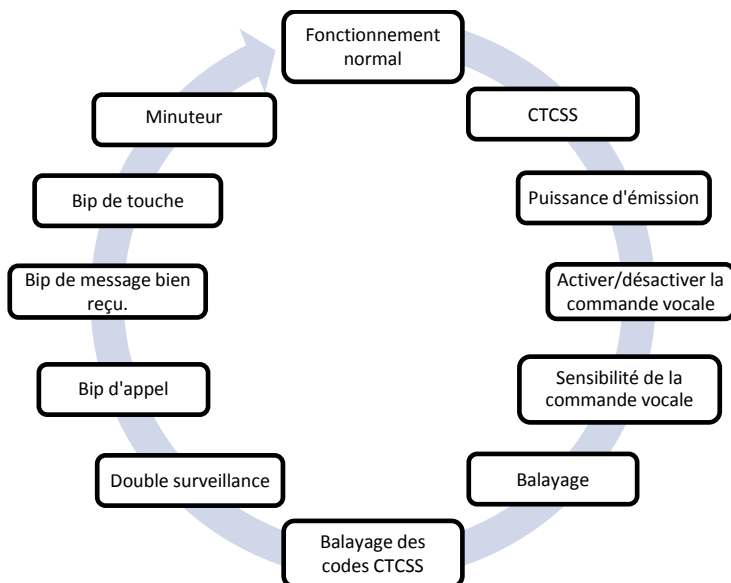 Fonctionnement
normal
CTCSS
Puissance d'émission
Activer/désactiver la
commande vocale
Sensibilité de la
commande vocale
Balayage
Balayage des
codes CTCSS
Double surveillance
Bip d'appel
Bip de message bien
reçu.
Bip de touche
Minuteur